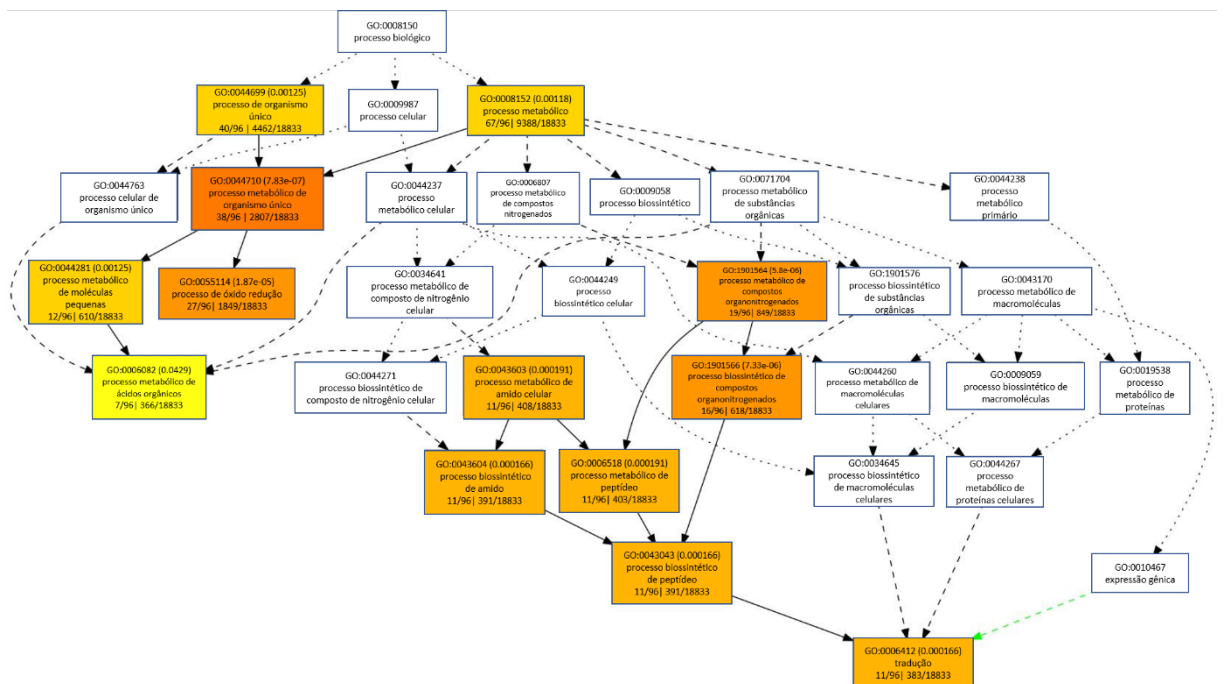 GO:0008150
processo biológico
GO:0044699 (0.00125)
processo de organismo
único
40/96 | 4462/18833
GO:0009987
processo celular
GO:0008152 (0.00118)
processo metabólico
67/96 | 9388/18833
GO:0044763
processo celular de
organismo único
GO:0044710 (7.83e-07)
processo metabólico de
organismo único
38/96 | 2807/18833
GO:0044237
processo
metabólico celular
GO:0006807
processo metabólico
de compostos
nitrogenados
GO:0009058
processo biossintético
GO:0071704
processo metabólico
de substâncias
orgânicas
GO:0044238
processo
metabólico
primário
GO:0044281 (0.00125)
processo metabólico
de moléculas
pequenas
12/96 | 610/18833
GO:0055114 (1.87e-05)
processo de óxido redução
27/96 | 1849/18833
GO:0034641
processo metabólico de
composto de nitrogênio
celular
GO:0044249
processo
biossintético celular
GO:1901564 (5.8e-06)
processo metabólico de
compostos
organonitrogenados
19/96 | 849/18833
GO:1901576
processo
biossintético de
substâncias
orgânicas
GO:0043170
processo metabólico de
macromoléculas
GO:0006082 (0.0429)
processo metabólico de
ácidos orgânicos
7/96 | 366/18833
GO:0044271
processo biossintético de
composto de nitrogênio celular
GO:0043603 (0.000191)
processo metabólico de
amido celular
11/96 | 408/18833
GO:1901566 (7.33e-06)
processo biossintético de
compostos
organonitrogenados
16/96 | 618/18833
GO:0044260
processo metabólico de
macromoléculas
celulares
GO:0009059
processo biossintético de
macromoléculas
GO:0019538
processo
metabólico de
proteínas
GO:0043604 (0.000166)
processo biossintético
de amido
11/96 | 391/18833
GO:0006518 (0.000191)
processo metabólico de
peptídeo
11/96 | 403/18833
GO:0034645
processo biossintético
de macromoléculas
celulares
GO:0044267
processo
metabólico de
proteínas celulares
GO:0043043 (0.000166)
processo biossintético
de peptídeo
11/96 | 391/18833
GO:0010467
expressão gênica
GO:0006412 (0.000166)
tradução
11/96 | 383/18833